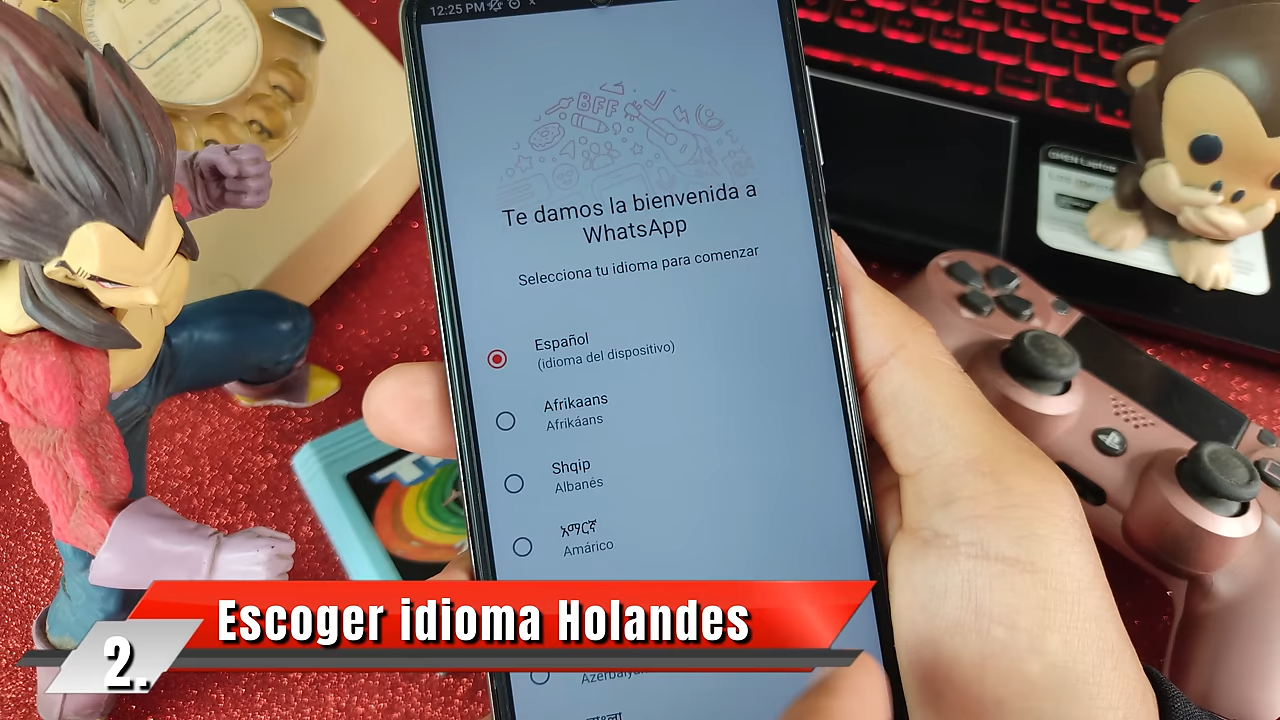 12:25 PM
BFF
Te damos la bienvenida a
WhatsApp
Selecciona tu idioma para comenzar
Español
(idioma del dispositivo)
Afrikaans
Afrikáans
Shqip
Albanés
አማርኛ
Amárico
Escoger idioma Holandes
2.